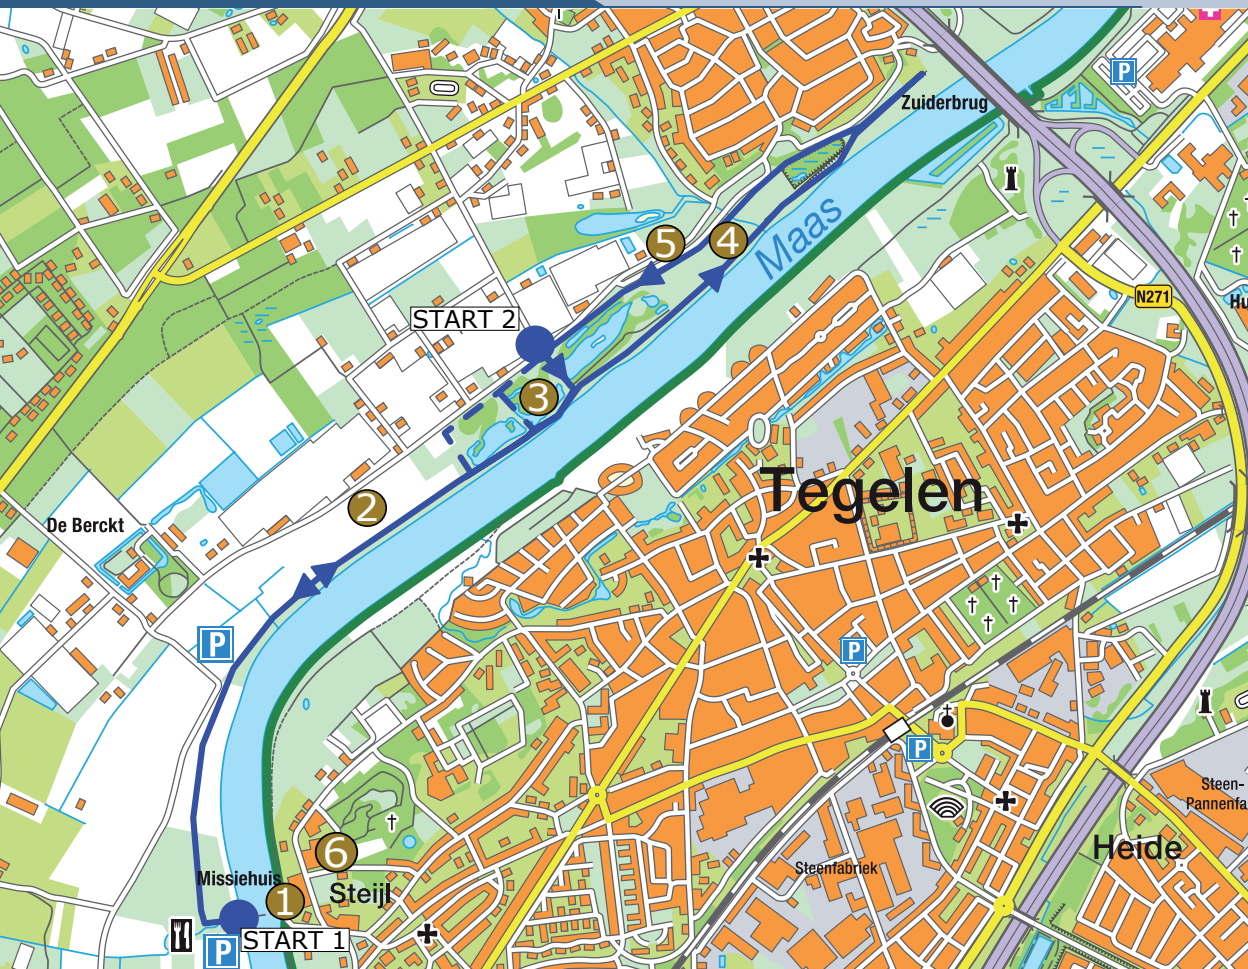 P
Zuiderbrug
Maas
5
4
N271
Hu
START 2
3
Tegelen
2
De Berckt
P
P
P
Steen-
Pannenfa
Heide
6
Steenfabriek
Missiehuis
1
Steijl
START 1
P